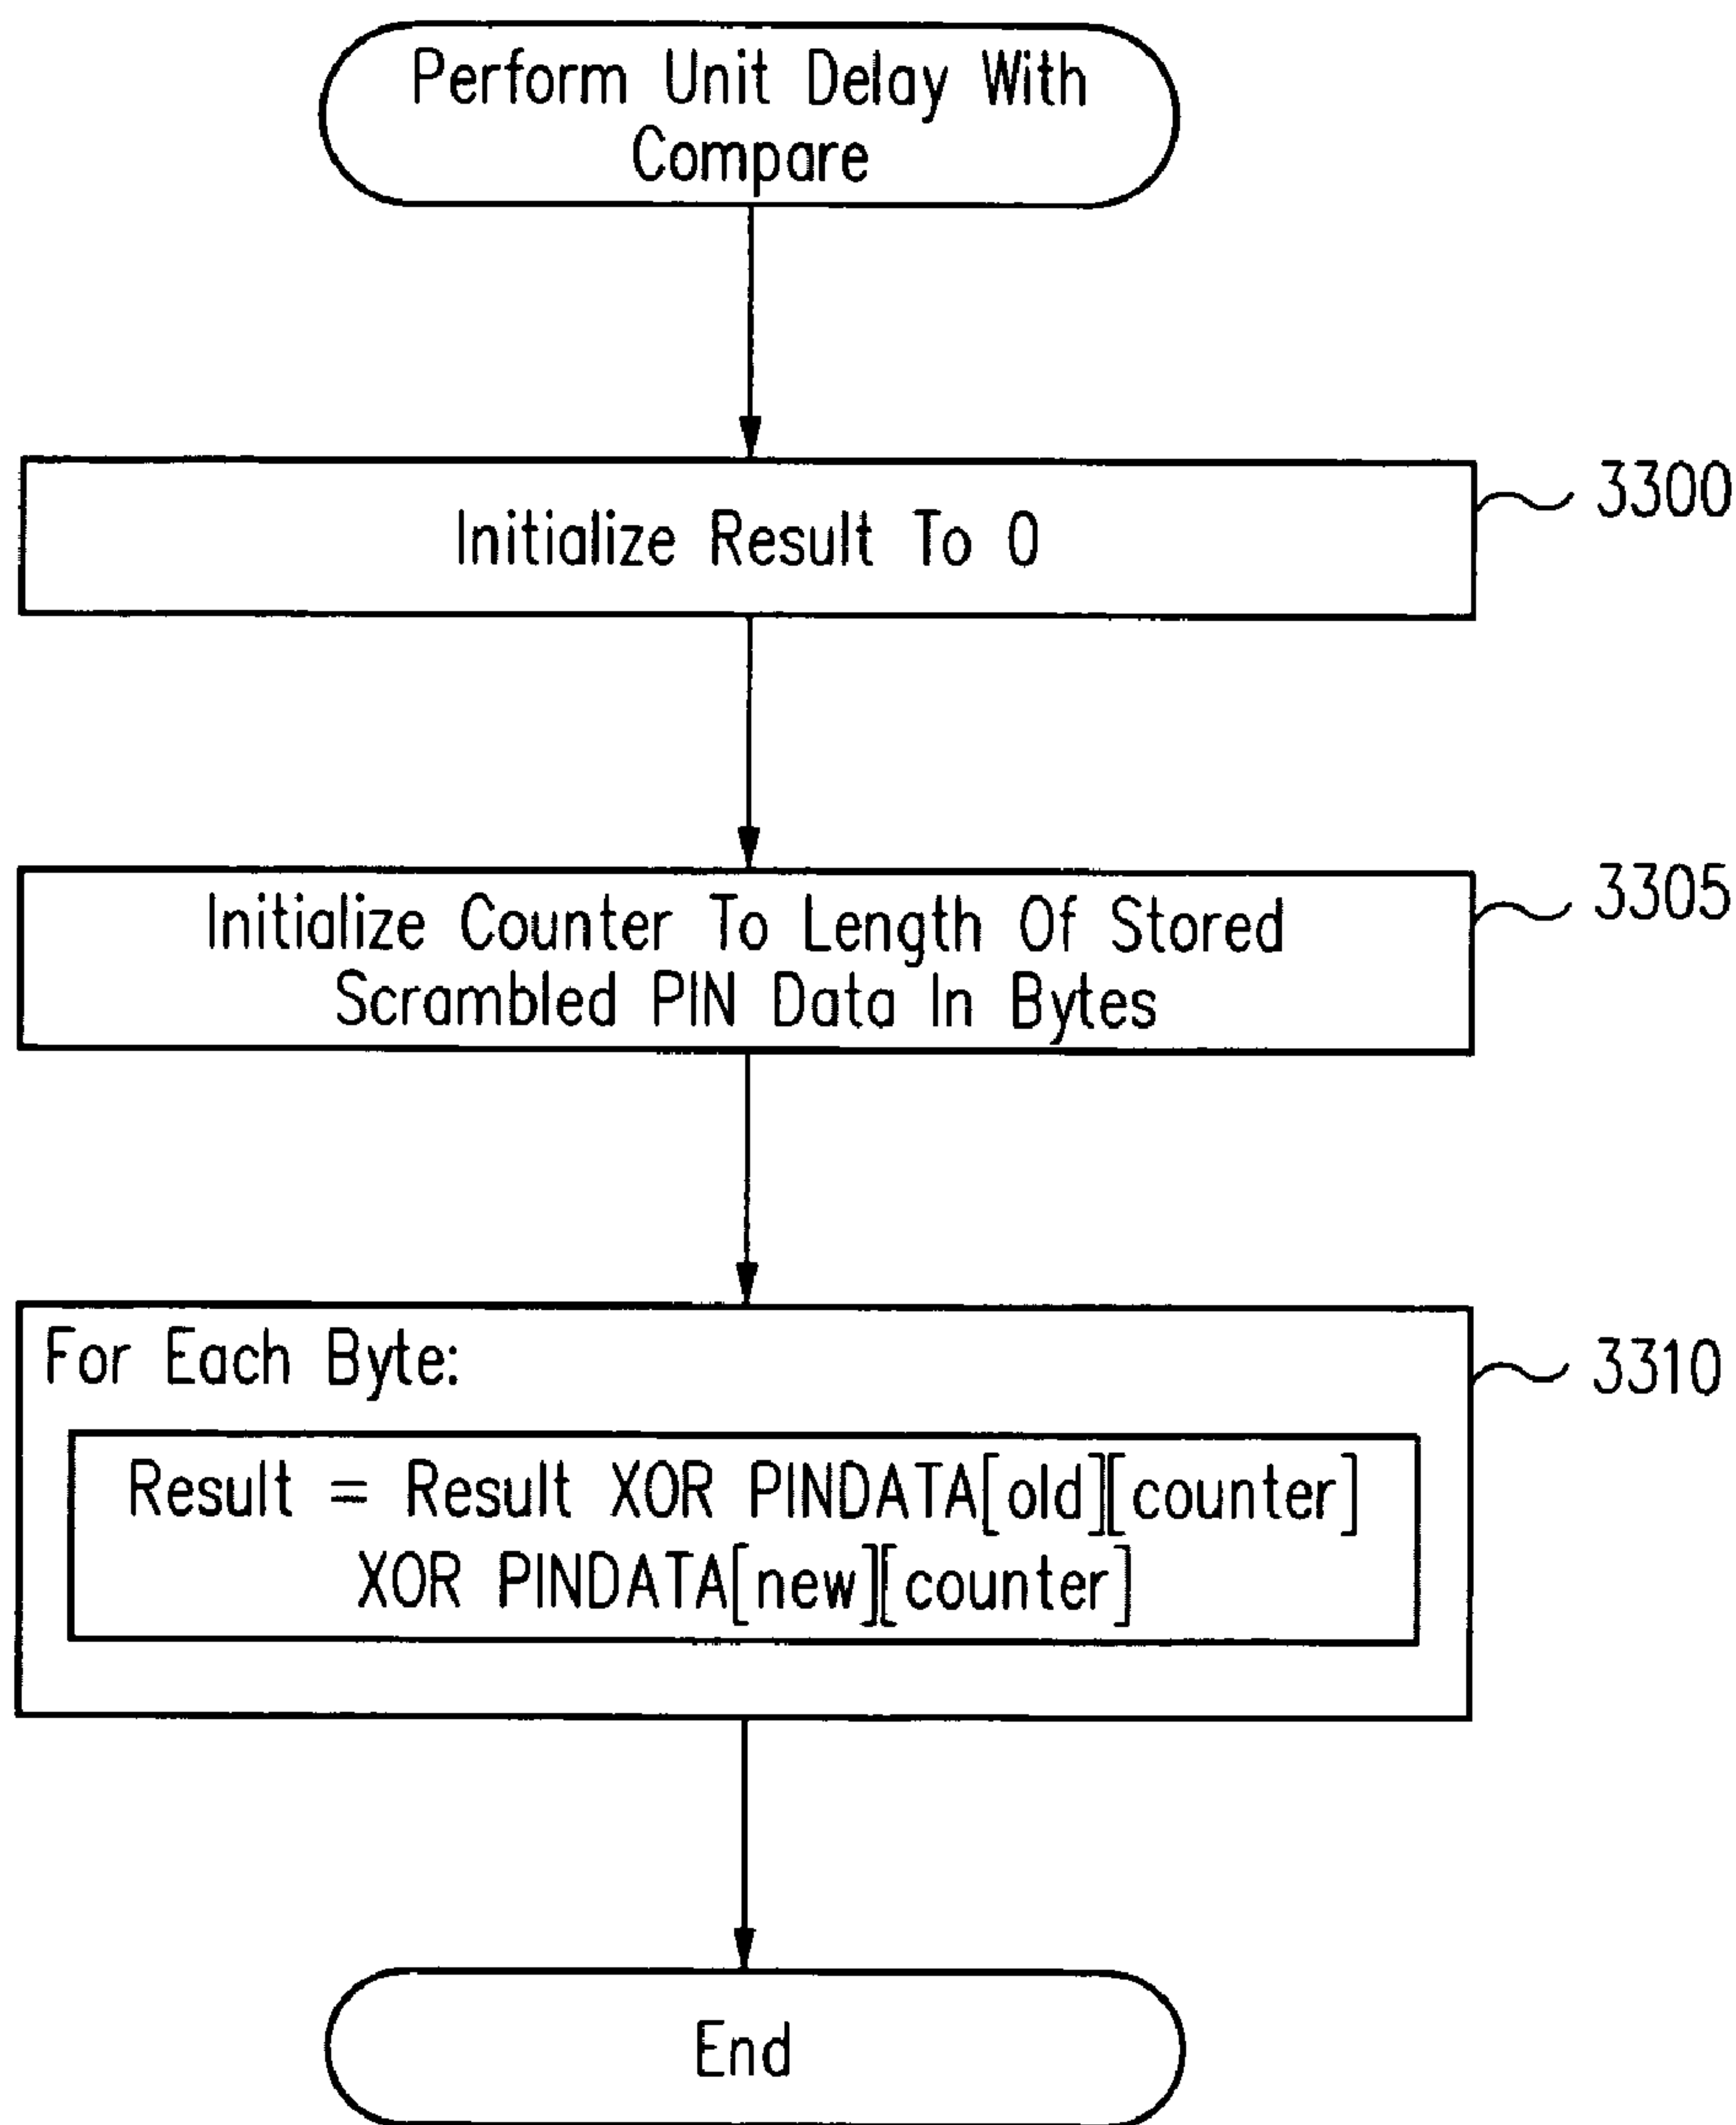 Perform Unit Delay With
Compare
Initialize Result To 0
3300
Initialize Counter To Length Of Stored
Scrambled PIN Data In Bytes
3305
For Each Byte:
3310
Result = Result XOR PINDATA[old][counter]
XOR PINDATA[new][counter]
End